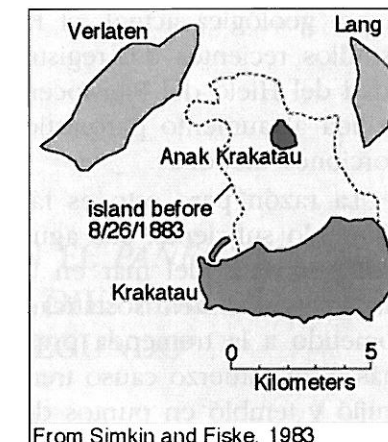 Verlaten
Lang
Anak Krakatau
island before
8/26/1883
Krakatau
0 5
Kilometers
From Simkin and Fiske, 1983